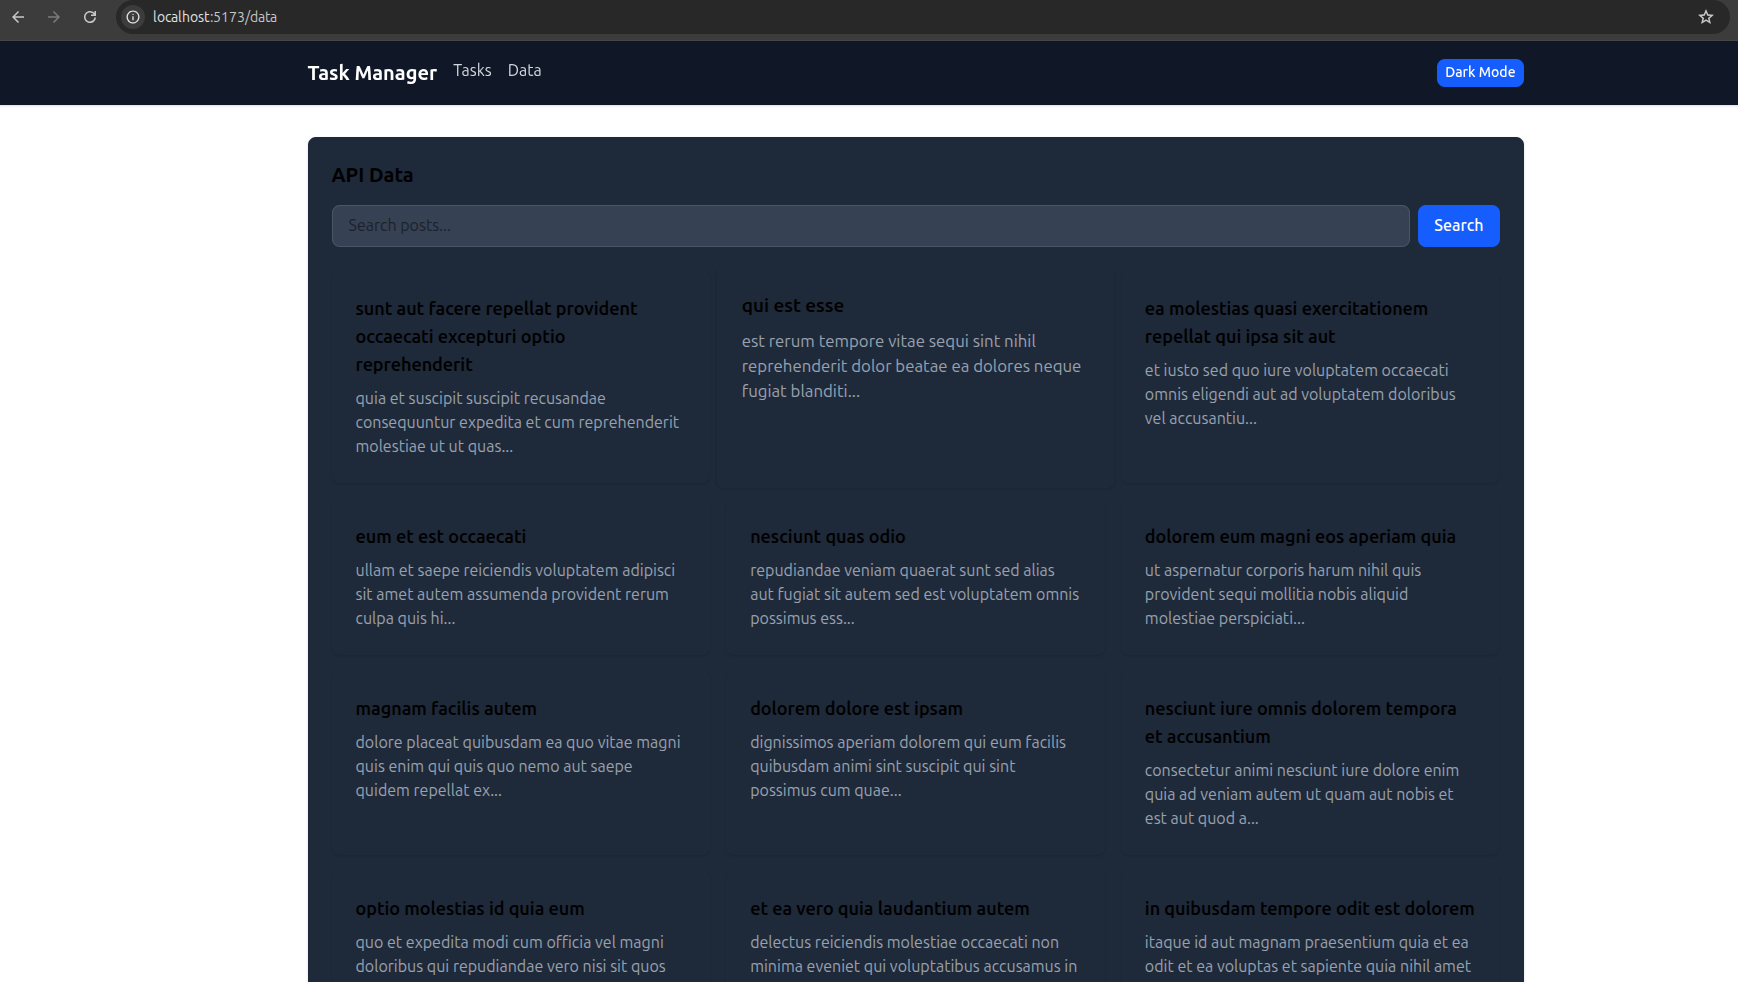 localhost:5173/data
Task Manager
Tasks
Data
Dark Mode
API Data
Search posts...
Search
sunt aut facere repellat provident
occaecati excepturi optio
reprehenderit
quia et suscipit suscipit recusandae
consequuntur expedita et cum reprehenderit
molestiae ut ut quas...
qui est esse
est rerum tempore vitae sequi sint nihil
reprehenderit dolor beatae ea dolores neque
fugiat blanditi...
ea molestias quasi exercitationem
repellat qui ipsa sit aut
et iusto sed quo iure voluptatem occaecati
omnis eligendi aut ad voluptatem doloribus
vel accusantiu...
eum et est occaecati
ullam et saepe reiciendis voluptatem adipisci
sit amet autem assumenda provident rerum
culpa quis hi...
nesciunt quas odio
repudiandae veniam quaerat sunt sed alias
aut fugiat sit autem sed est voluptatem omnis
possimus ess...
dolorem eum magni eos aperiam quia
ut aspernatur corporis harum nihil quis
provident sequi mollitia nobis aliquid
molestiae perspiciati...
magnam facilis autem
dolore placeat quibusdam ea quo vitae magni
quis enim qui quis quo nemo aut saepe
quidem repellat ex...
dolorem dolore est ipsam
dignissimos aperiam dolorem qui eum facilis
quibusdam animi sint suscipit qui sint
possimus cum quae...
nesciunt iure omnis dolorem tempora
et accusantium
consectetur animi nesciunt iure dolore enim
quia ad veniam autem ut quam aut nobis et
est aut quod a...
optio molestias id quia eum
quo et expedita modi cum officia vel magni
doloribus qui repudiandae vero nisi sit quos
et ea vero quia laudantium autem
delectus reiciendis molestiae occaecati non
minima eveniet qui voluptatibus accusamus in
in quibusdam tempore odit est dolorem
itaque id aut magnam praesentium quia et ea
odit et ea voluptas et sapiente quia nihil amet